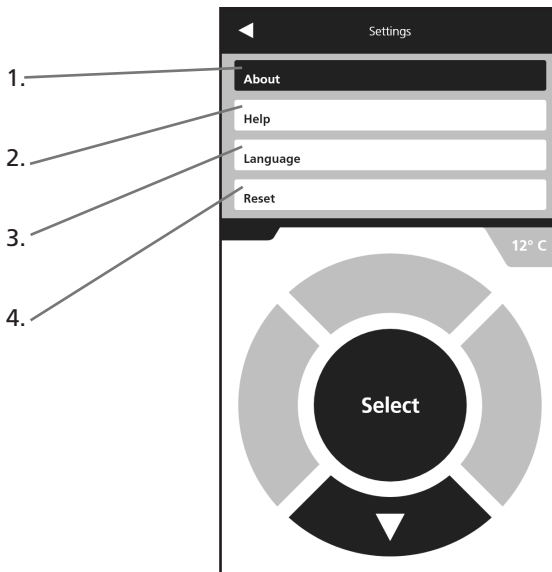 Settings
1.
About
2.
Help
3.
Language
4.
Reset
12° C
Select